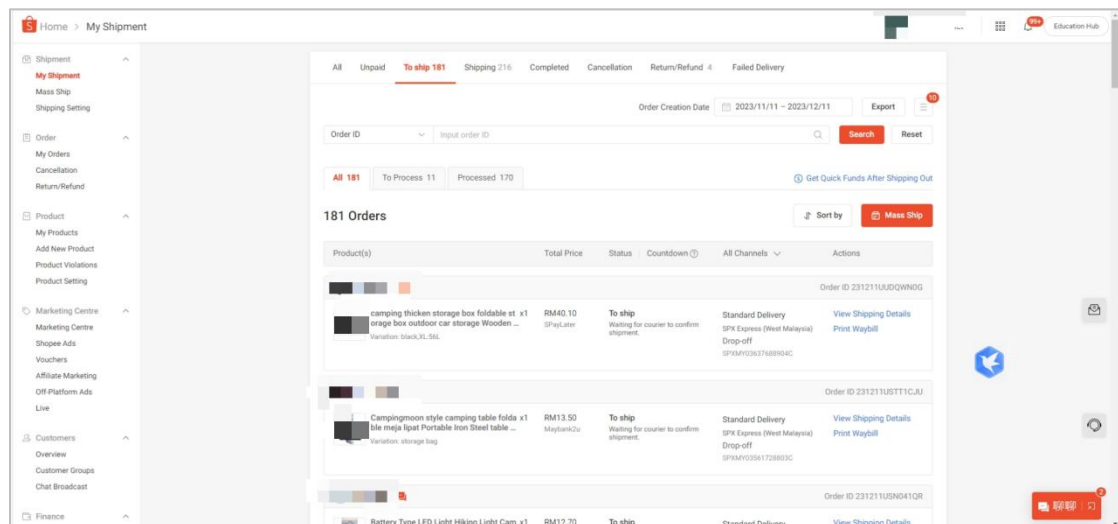 Home > My Shipment
99+
Education Hub
Shipment
My Shipment
Mass Ship
Shipping Setting
Order
My Orders
Cancellation
Return/Refund
Product
My Products
Add New Product
Product Violations
Product Setting
Marketing Centre
Marketing Centre
Shopee Ads
Vouchers
Affiliate Marketing
Off-Platform Ads
Live
Customers
Overview
Customer Groups
Chat Broadcast
Finance
All Unpaid To ship 181 Shipping 216 Completed Cancellation Return/Refund 4 Failed Delivery
Order Creation Date 2023/11/11 – 2023/12/11 Export 10
Order ID Input order ID Search Reset
All 181 To Process 11 Processed 170 Get Quick Funds After Shipping Out
181 Orders Sort by Mass Ship
Product(s) Total Price Status Countdown All Channels Actions
Order ID 231211UUDQWN0G
camping thicken storage box foldable st x1 RM40.10 To ship Standard Delivery View Shipping Details
orage box outdoor car storage Wooden ... SPayLater Waiting for courier to confirm shipment. SPX Express (West Malaysia) Print Waybill
Variation: black,XL:56L Drop-off
SPXMY03637688904C
Order ID 231211USTT1CJU
Campingmoon style camping table folda x1 RM13.50 To ship Standard Delivery View Shipping Details
ble meja lipat Portable Iron Steel table ... Maybank2u Waiting for courier to confirm shipment. SPX Express (West Malaysia) Print Waybill
Variation: storage bag Drop-off
SPXMY03561728803C
Order ID 231211USN041QR
Battery Type LED Light Hiking Light Cam x1 RM12.70 To ship Standard Delivery View Shipping Details
聊聊 2